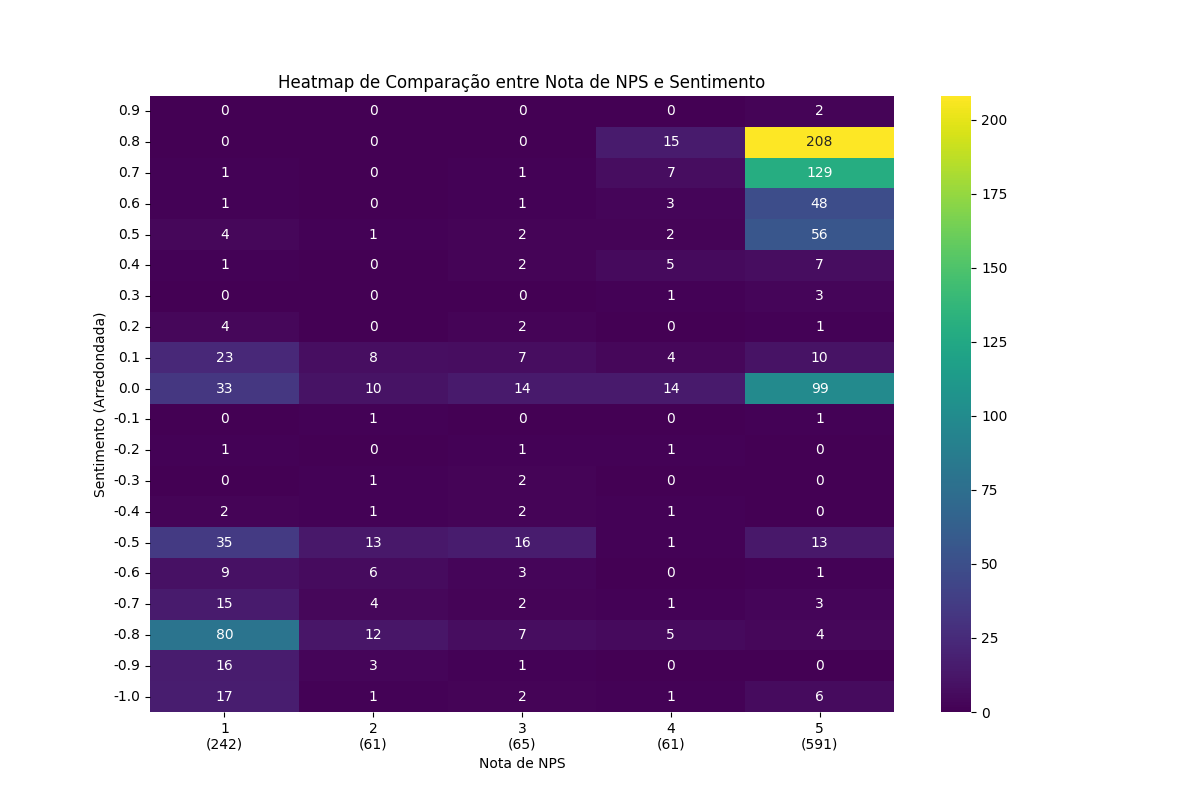 Heatmap de Comparação entre Nota de NPS e Sentimento
0.9 0 0 0 0 2
0.8 0 0 0 15 208
0.7 1 0 1 7 129
0.6 1 0 1 3 48
0.5 4 1 2 2 56
0.4 1 0 2 5 7
0.3 0 0 0 1 3
0.2 4 0 2 0 1
0.1 23 8 7 4 10
0.0 33 10 14 14 99
-0.1 0 1 0 0 1
-0.2 1 0 1 1 0
-0.3 0 1 2 0 0
-0.4 2 1 2 1 0
-0.5 35 13 16 1 13
-0.6 9 6 3 0 1
-0.7 15 4 2 1 3
-0.8 80 12 7 5 4
-0.9 16 3 1 0 0
-1.0 17 1 2 1 6
1 2 3 4 5
(242) (61) (65) (61) (591)
Nota de NPS
Sentimento (Arredondada)
200
175
150
125
100
75
50
25
0